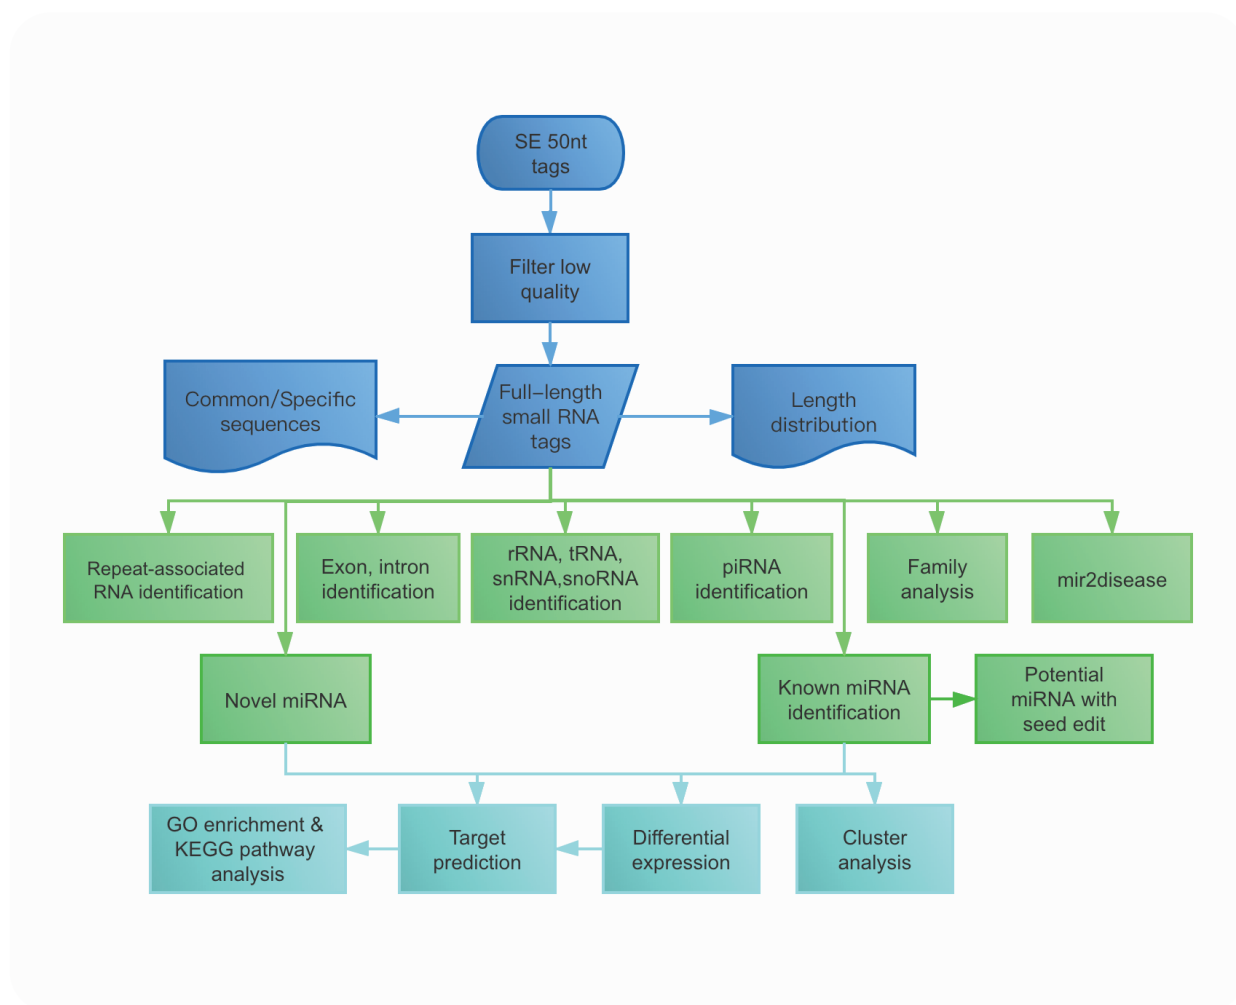 SE 50nt
tags
Filter low
quality
Common/Specific
sequences
Full–length
small RNA
tags
Length
distribution
Repeat-associated
RNA identification
Exon, intron
identification
rRNA, tRNA,
snRNA,snoRNA
identification
piRNA
identification
Family
analysis
mir2disease
Novel miRNA
Known miRNA
identification
Potential
miRNA with
seed edit
GO enrichment &
KEGG pathway
analysis
Target
prediction
Differential
expression
Cluster
analysis